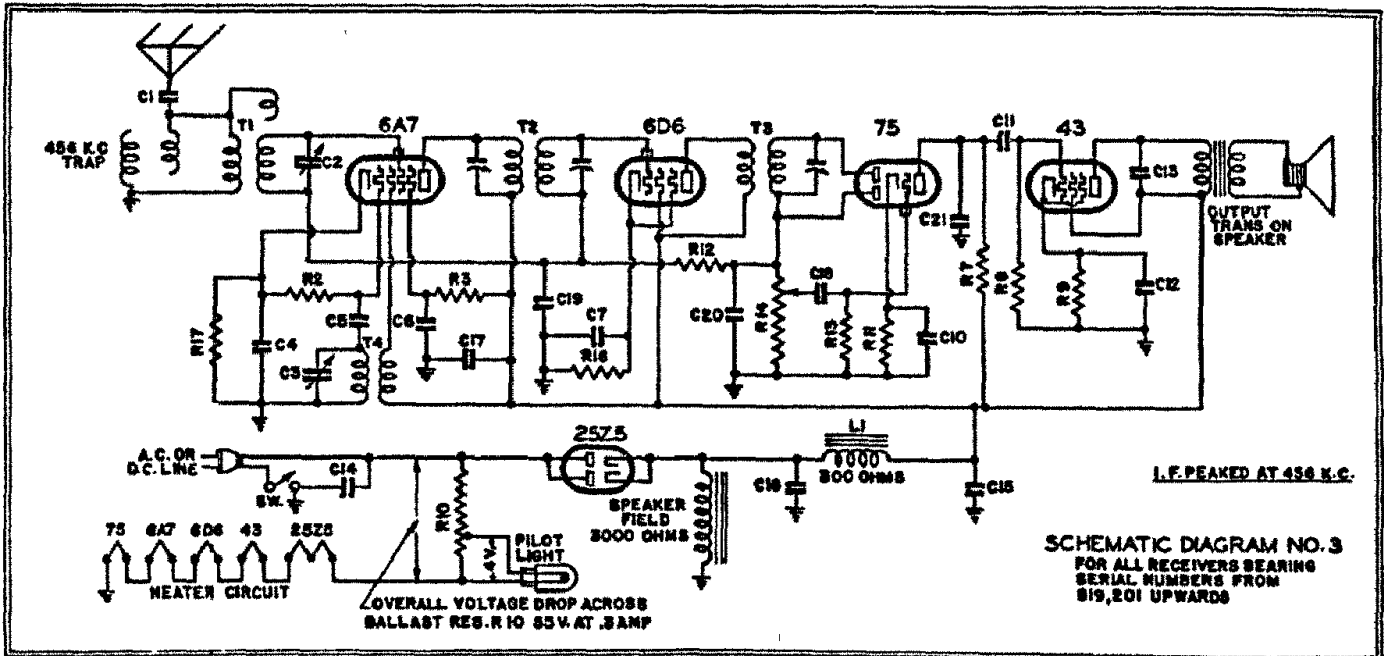 C1
456 K.C
TRAP
T1
C2
6A7
T2
6D6
T3
75
C11
43
C13
OUTPUT
TRANS ON
SPEAKER
C21
R7
R8
R9
C12
R12
R2
R3
C5
C6
C17
C19
C7
R16
C20
R14
C18
R15
C10
R17
C4
C3
T4
A.C. OR
D.C. LINE
SW.
C14
25Z5
R10
SPEAKER
FIELD
3000 OHMS
PILOT
LIGHT
L1
300 OHMS
C16
C15
I.F. PEAKED AT 456 K.C.
75 6A7 6D6 43 25Z5
HEATER CIRCUIT
OVERALL VOLTAGE DROP ACROSS
BALLAST RES. R10 85V. AT .3 AMP
SCHEMATIC DIAGRAM NO. 3
FOR ALL RECEIVERS BEARING
SERIAL NUMBERS FROM
819,201 UPWARDS